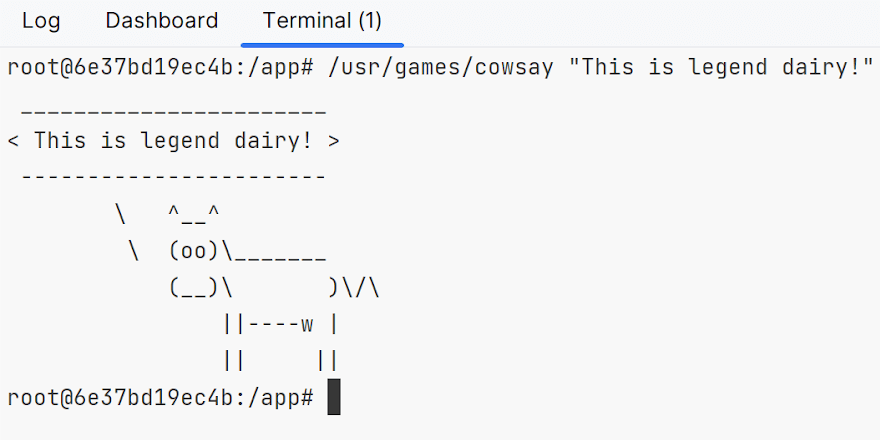 Log Dashboard Terminal (1)
root@6e37bd19ec4b:/app# /usr/games/cowsay "This is legend dairy!"
 _______________________
< This is legend dairy! >
 -----------------------
        \   ^__^
         \  (oo)\_______
            (__)\       )\/\
                ||----w |
                ||     ||
root@6e37bd19ec4b:/app#